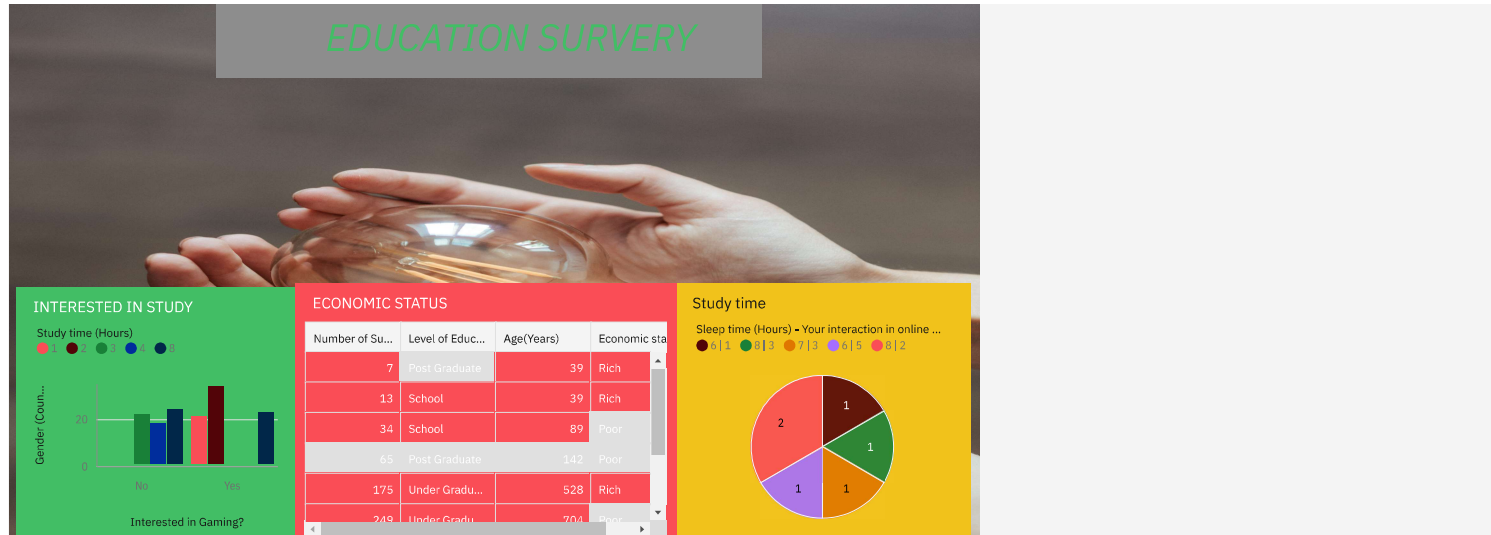 EDUCATION SURVERY
INTERESTED IN STUDY
Study time (Hours)
1 2 3 4 8
Gender (Coun...
20
0
No Yes
Interested in Gaming?
ECONOMIC STATUS
Number of Su... Level of Educ... Age(Years) Economic sta
7 Post Graduate 39 Rich
13 School 39 Rich
34 School 89 Poor
65 Post Graduate 142 Poor
175 Under Gradu... 528 Rich
249 Under Gradu... 704 Poor
Study time
Sleep time (Hours) - Your interaction in online ...
6 | 1 8 | 3 7 | 3 6 | 5 8 | 2
1
2
1
1
1